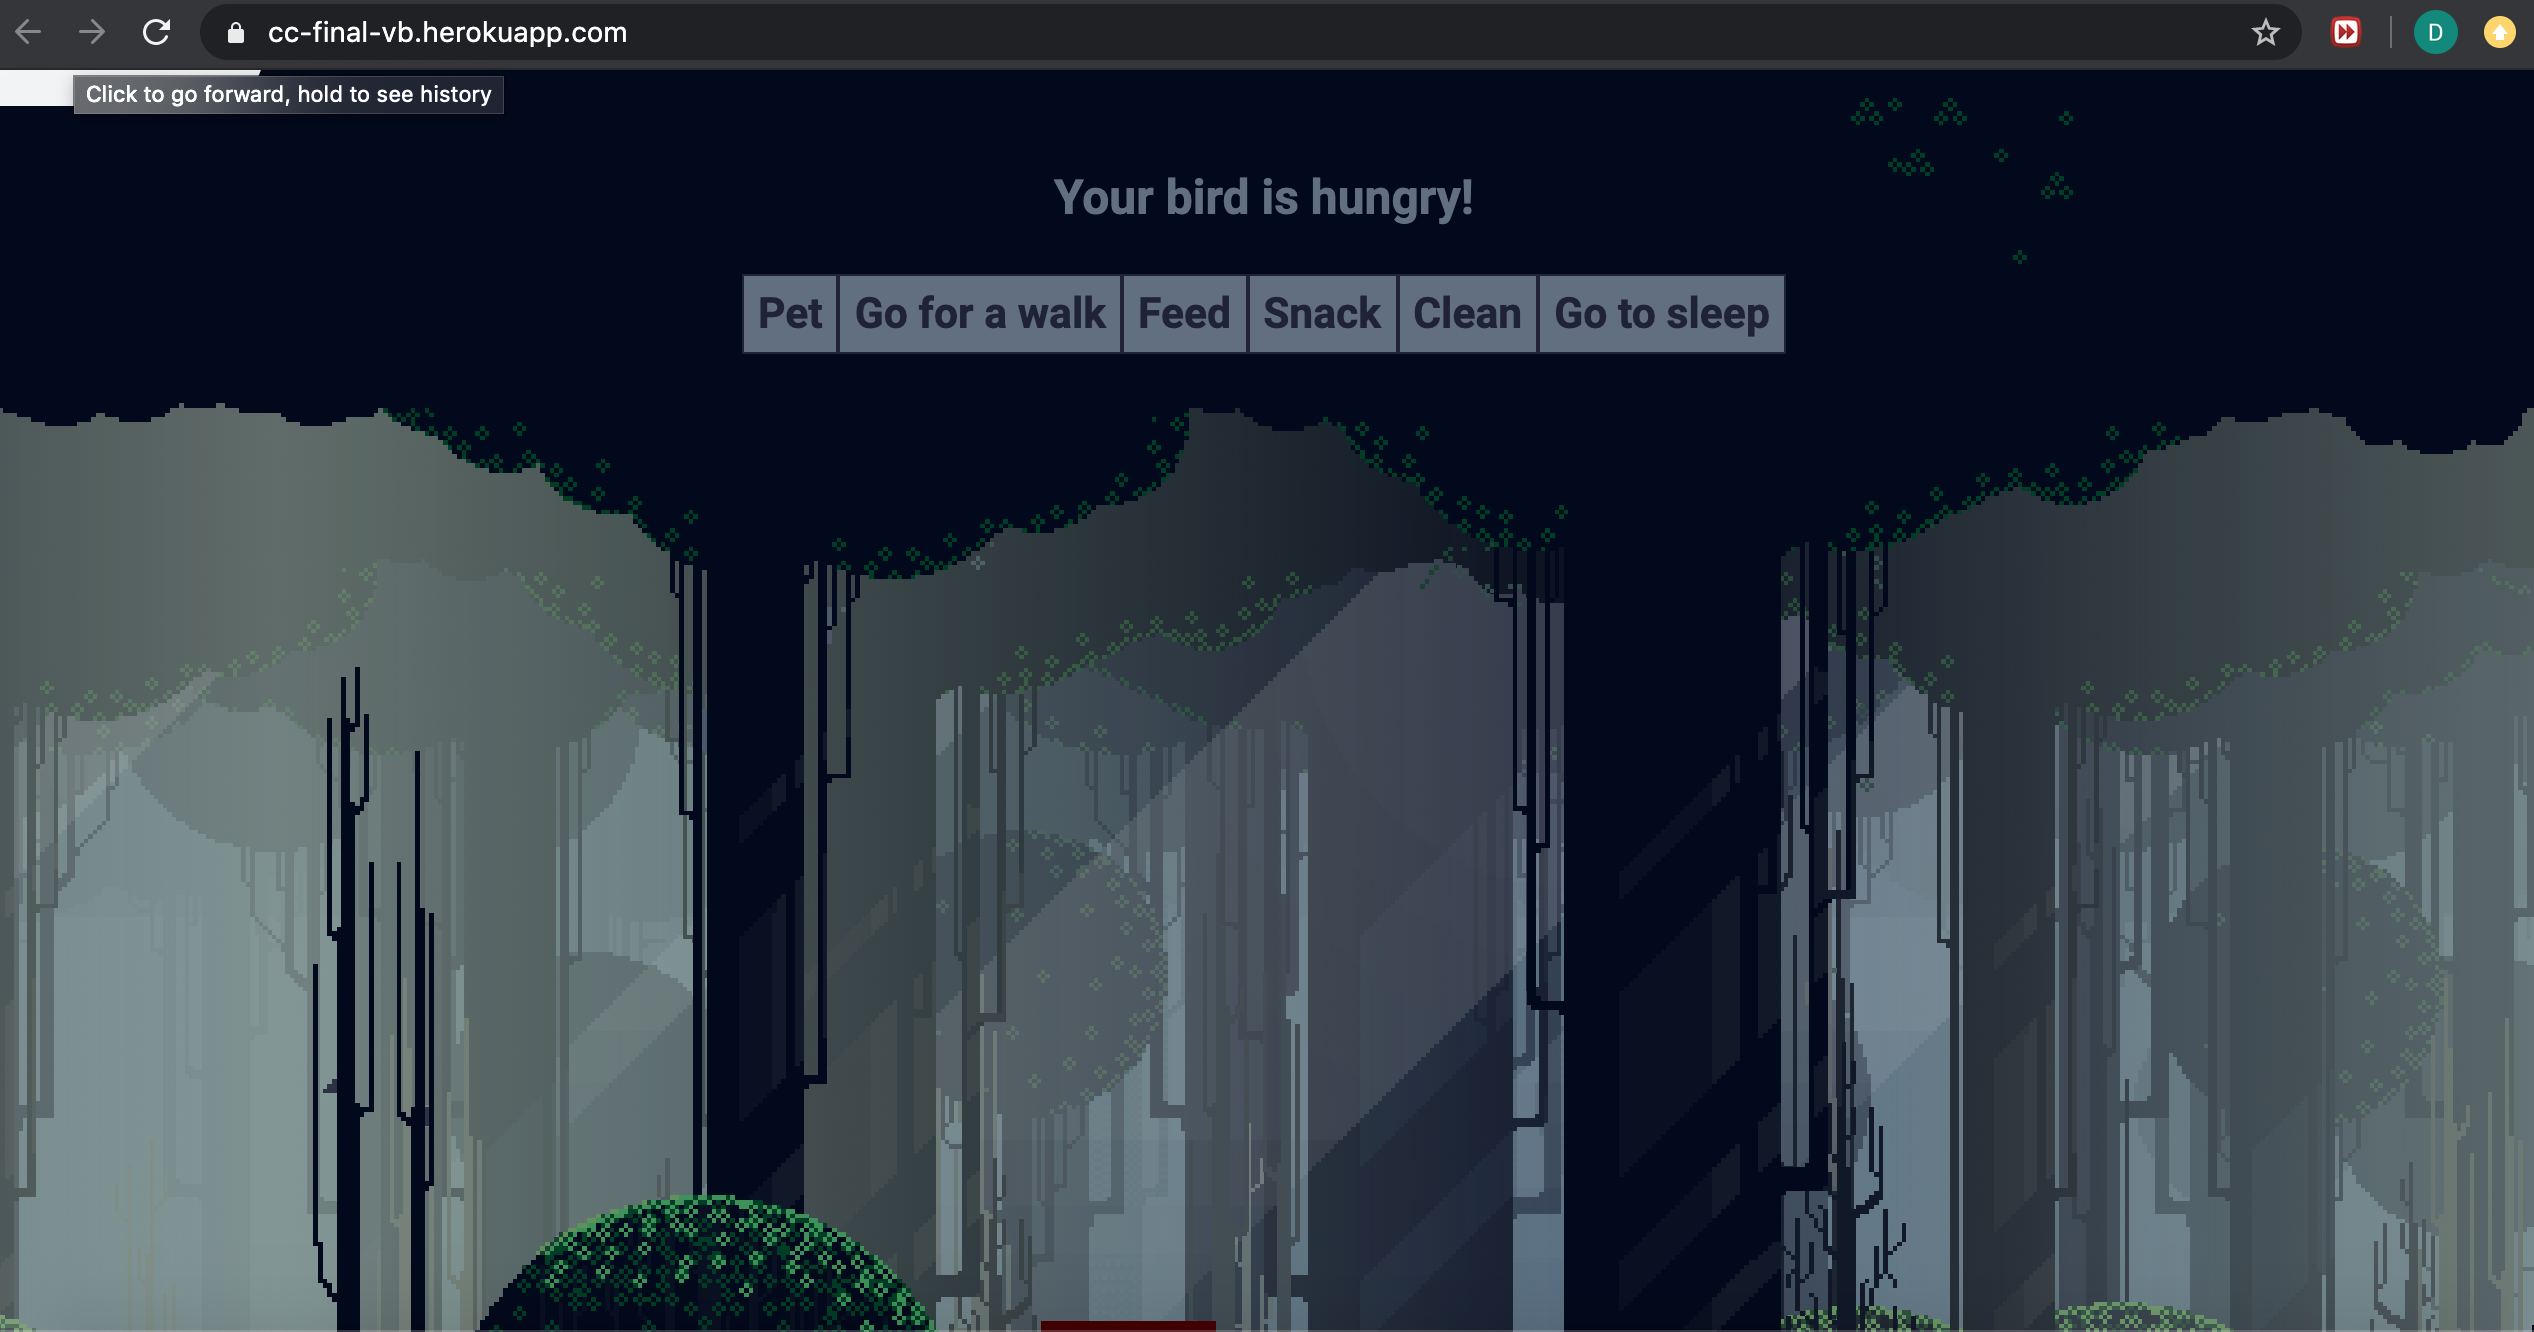 cc-final-vb.herokuapp.com
D
Click to go forward, hold to see history
Your bird is hungry!
Pet Go for a walk Feed Snack Clean Go to sleep